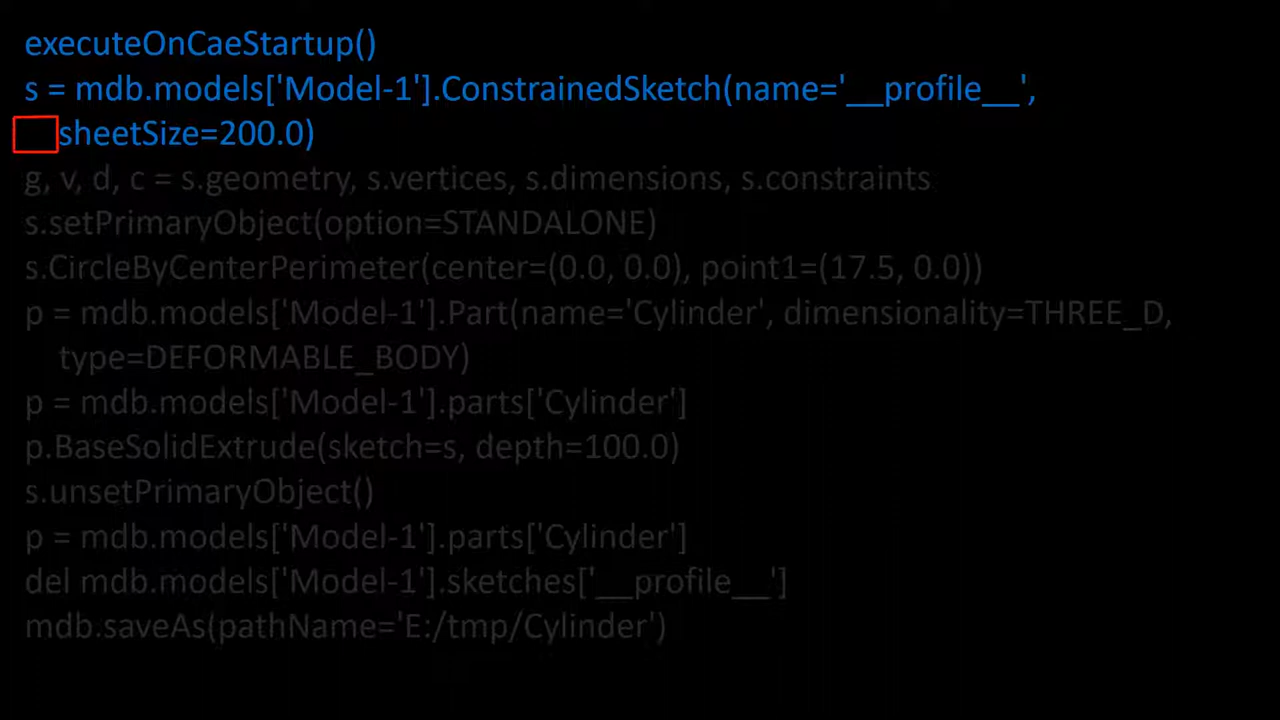 executeOnCaeStartup()
s = mdb.models['Model-1'].ConstrainedSketch(name='__profile__',
sheetSize=200.0)
g, v, d, c = s.geometry, s.vertices, s.dimensions, s.constraints
s.setPrimaryObject(option=STANDALONE)
s.CircleByCenterPerimeter(center=(0.0, 0.0), point1=(17.5, 0.0))
p = mdb.models['Model-1'].Part(name='Cylinder', dimensionality=THREE_D,
type=DEFORMABLE_BODY)
p = mdb.models['Model-1'].parts['Cylinder']
p.BaseSolidExtrude(sketch=s, depth=100.0)
s.unsetPrimaryObject()
p = mdb.models['Model-1'].parts['Cylinder']
del mdb.models['Model-1'].sketches['__profile__']
mdb.saveAs(pathName='E:/tmp/Cylinder')